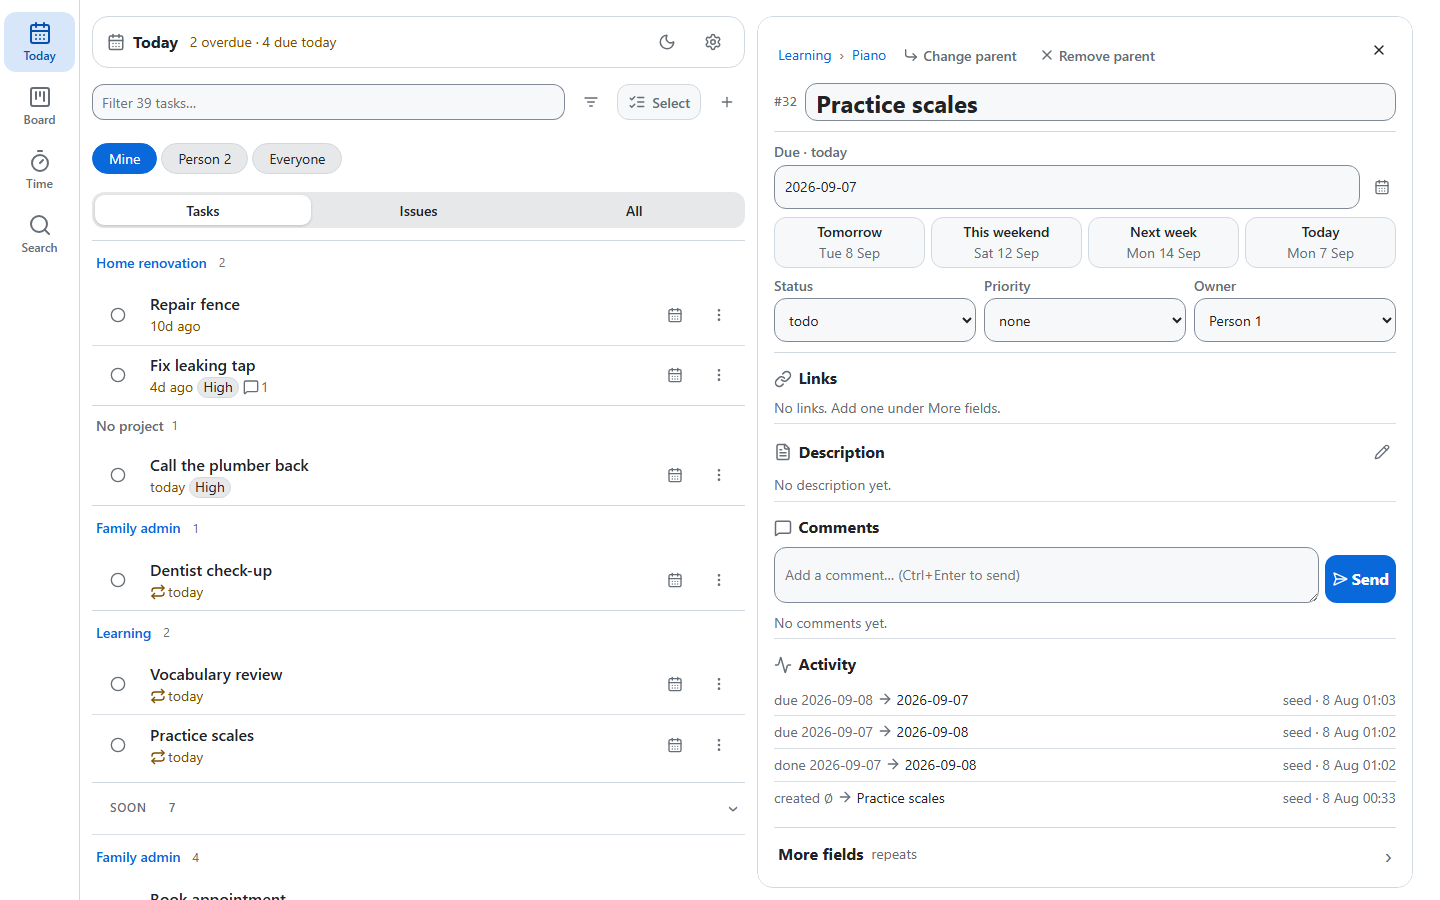 Today
Board
Time
Search
Today 2 overdue · 4 due today
Filter 39 tasks...
Select
Mine
Person 2
Everyone
Tasks
Issues
All
Home renovation 2
Repair fence
10d ago
Fix leaking tap
4d ago High 1
No project 1
Call the plumber back
today High
Family admin 1
Dentist check-up
today
Learning 2
Vocabulary review
today
Practice scales
today
SOON 7
Family admin 4
Book appointment
Learning › Piano Change parent Remove parent
#32 Practice scales
Due · today
2026-09-07
Tomorrow
Tue 8 Sep
This weekend
Sat 12 Sep
Next week
Mon 14 Sep
Today
Mon 7 Sep
Status
todo
Priority
none
Owner
Person 1
Links
No links. Add one under More fields.
Description
No description yet.
Comments
Add a comment... (Ctrl+Enter to send)
Send
No comments yet.
Activity
due 2026-09-08 → 2026-09-07 seed · 8 Aug 01:03
due 2026-09-07 → 2026-09-08 seed · 8 Aug 01:02
done 2026-09-07 → 2026-09-08 seed · 8 Aug 01:02
created ∅ → Practice scales seed · 8 Aug 00:33
More fields repeats